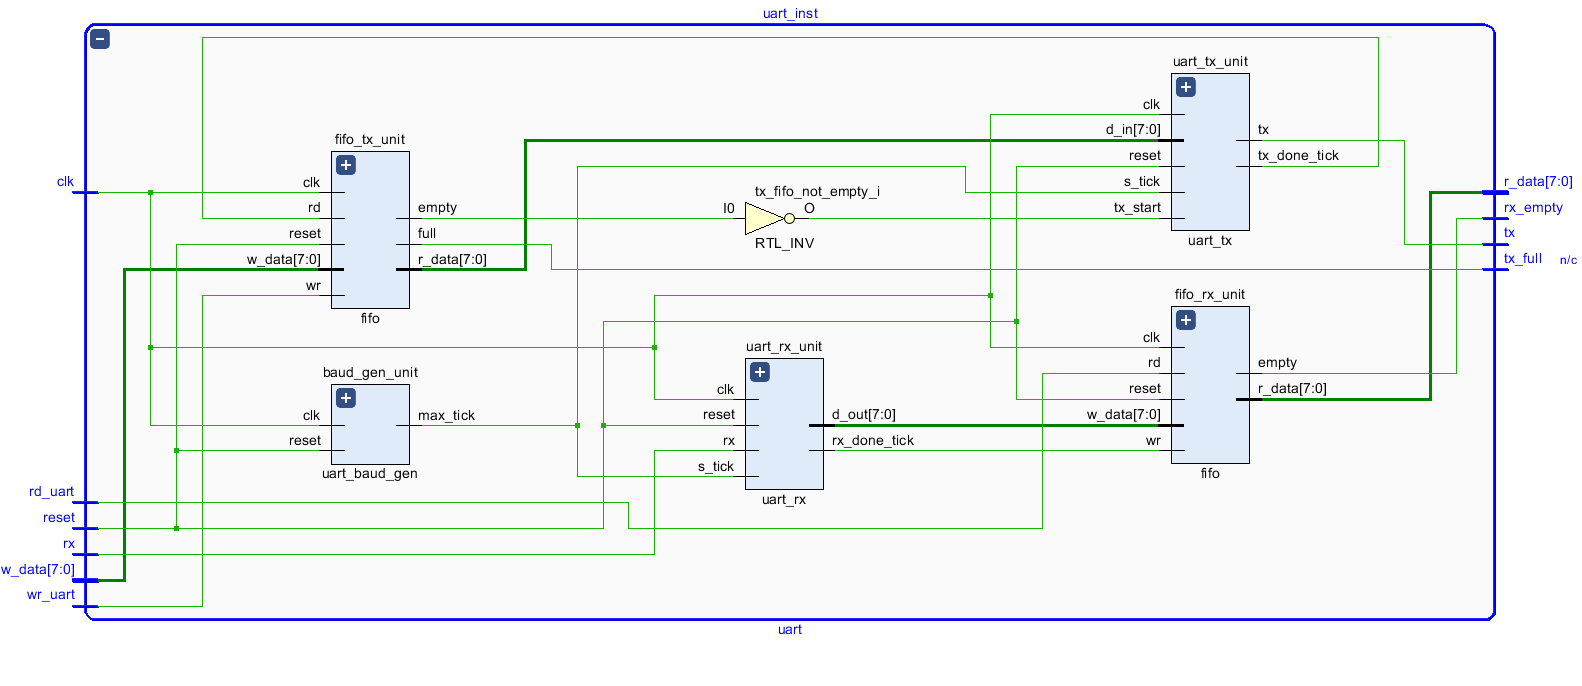 uart_inst
uart_tx_unit
clk
d_in[7:0]
reset
s_tick
tx_start
tx
tx_done_tick
uart_tx
fifo_tx_unit
clk
rd
reset
w_data[7:0]
wr
empty
full
r_data[7:0]
fifo
tx_fifo_not_empty_i
I0
O
RTL_INV
clk
r_data[7:0]
rx_empty
tx
tx_full n/c
baud_gen_unit
clk
reset
max_tick
uart_baud_gen
uart_rx_unit
clk
reset
rx
s_tick
d_out[7:0]
rx_done_tick
uart_rx
fifo_rx_unit
clk
rd
reset
w_data[7:0]
wr
empty
r_data[7:0]
fifo
rd_uart
reset
rx
w_data[7:0]
wr_uart
uart